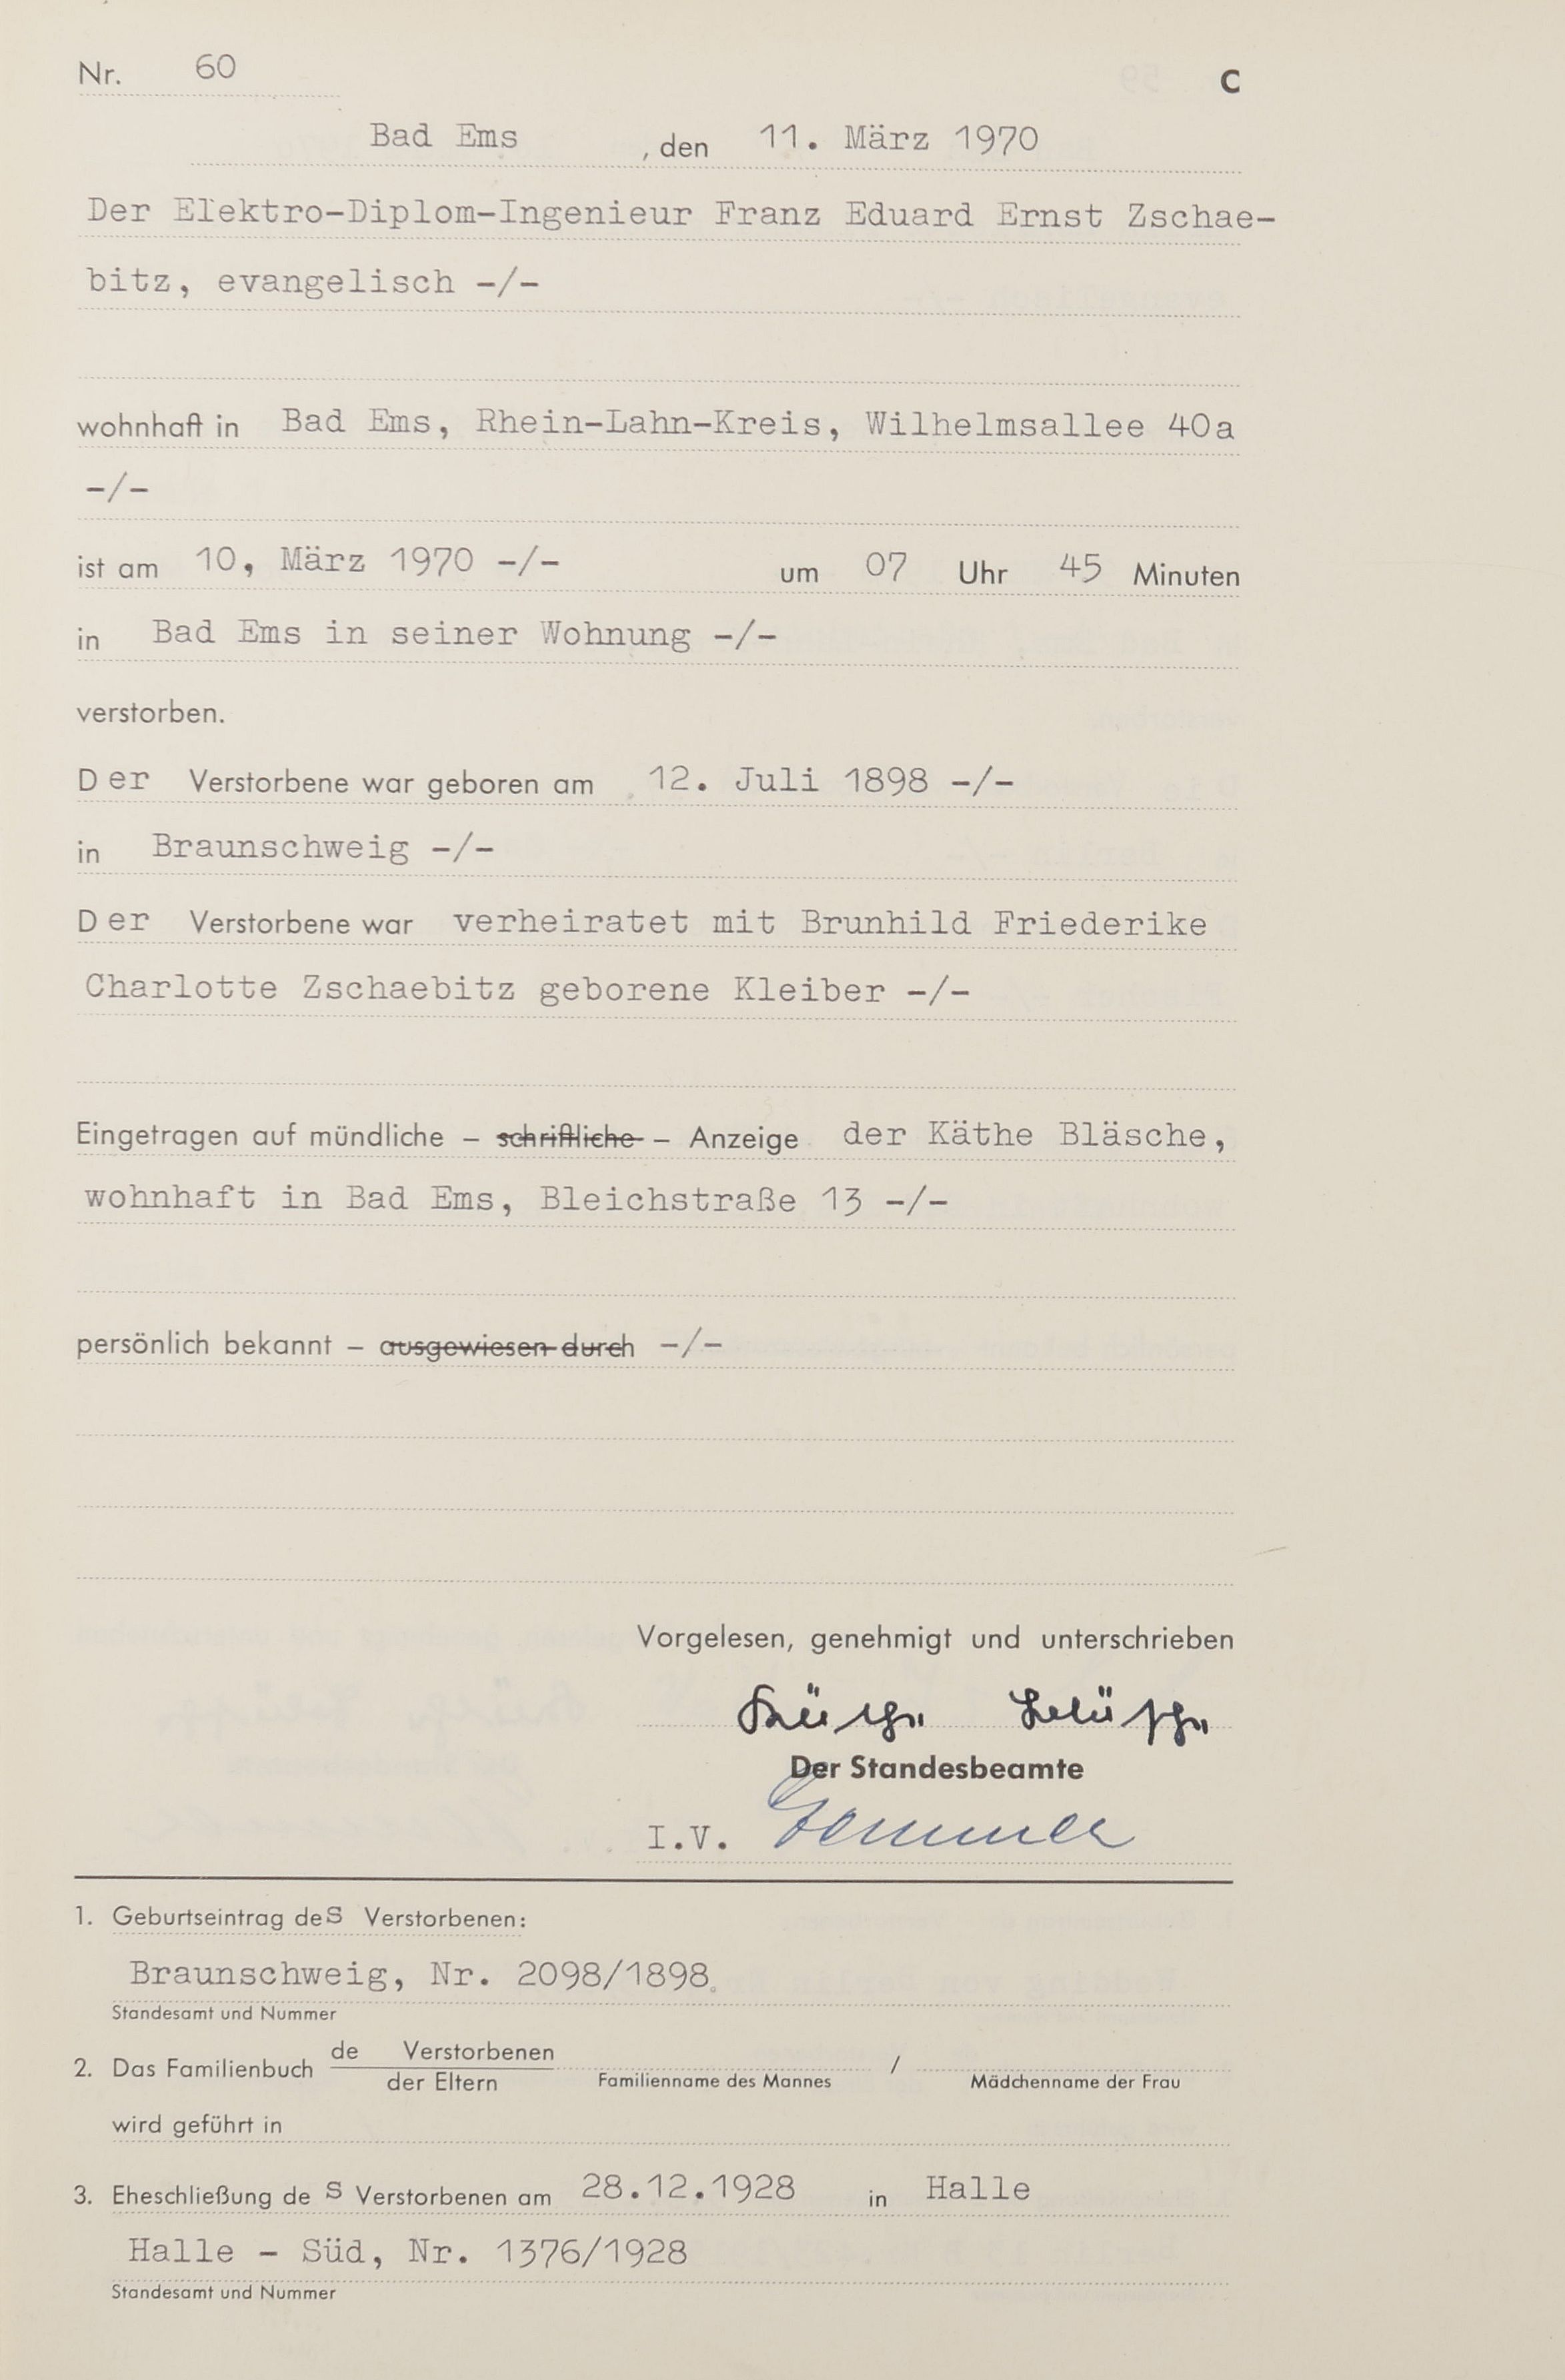 Nr. 60 C
Bad Ems , den 11. März 1970
Der Elektro-Diplom-Ingenieur Franz Eduard Ernst Zschae-
bitz, evangelisch -/-
wohnhaft in Bad Ems, Rhein-Lahn-Kreis, Wilhelmsallee 40a
-/-
ist am 10, März 1970 -/- um 07 Uhr 45 Minuten
in Bad Ems in seiner Wohnung -/-
verstorben.
Der Verstorbene war geboren am 12. Juli 1898 -/-
in Braunschweig -/-
Der Verstorbene war verheiratet mit Brunhild Friederike
Charlotte Zschaebitz geborene Kleiber -/-
Eingetragen auf mündliche – schriftliche – Anzeige der Käthe Bläsche,
wohnhaft in Bad Ems, Bleichstraße 13 -/-
persönlich bekannt – ausgewiesen durch -/-
Vorgelesen, genehmigt und unterschrieben
Käthe Bläsche
Der Standesbeamte
I.V.
1. Geburtseintrag des Verstorbenen:
Braunschweig, Nr. 2098/1898.
Standesamt und Nummer
2. Das Familienbuch de Verstorbenen /
der Eltern Familienname des Mannes Mädchenname der Frau
wird geführt in
3. Eheschließung des Verstorbenen am 28.12.1928 in Halle
Halle - Süd, Nr. 1376/1928
Standesamt und Nummer